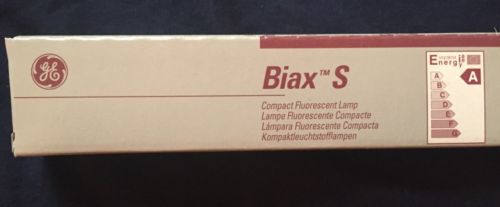 GE
Biax™ S
Compact Fluorescent Lamp
Lampe Fluorescente Compacte
Lámpara Fluorescente Compacta
Kompaktleuchtstofflampen
Energy
A
A
B
C
D
E
F
G